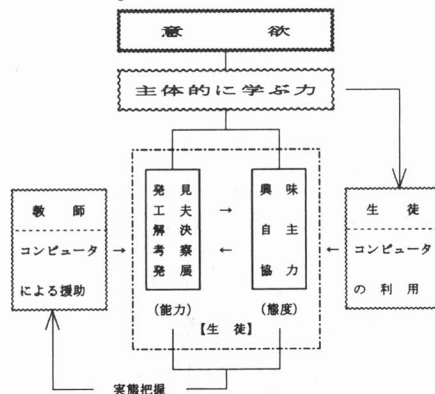 意欲
主体的に学ぶ力
発見
工夫
解決
考察
発展
(能力)
興味
自主
協力
(態度)
【生徒】
教師
コンピュータ
による援助
生徒
コンピュータ
の利用
実態把握